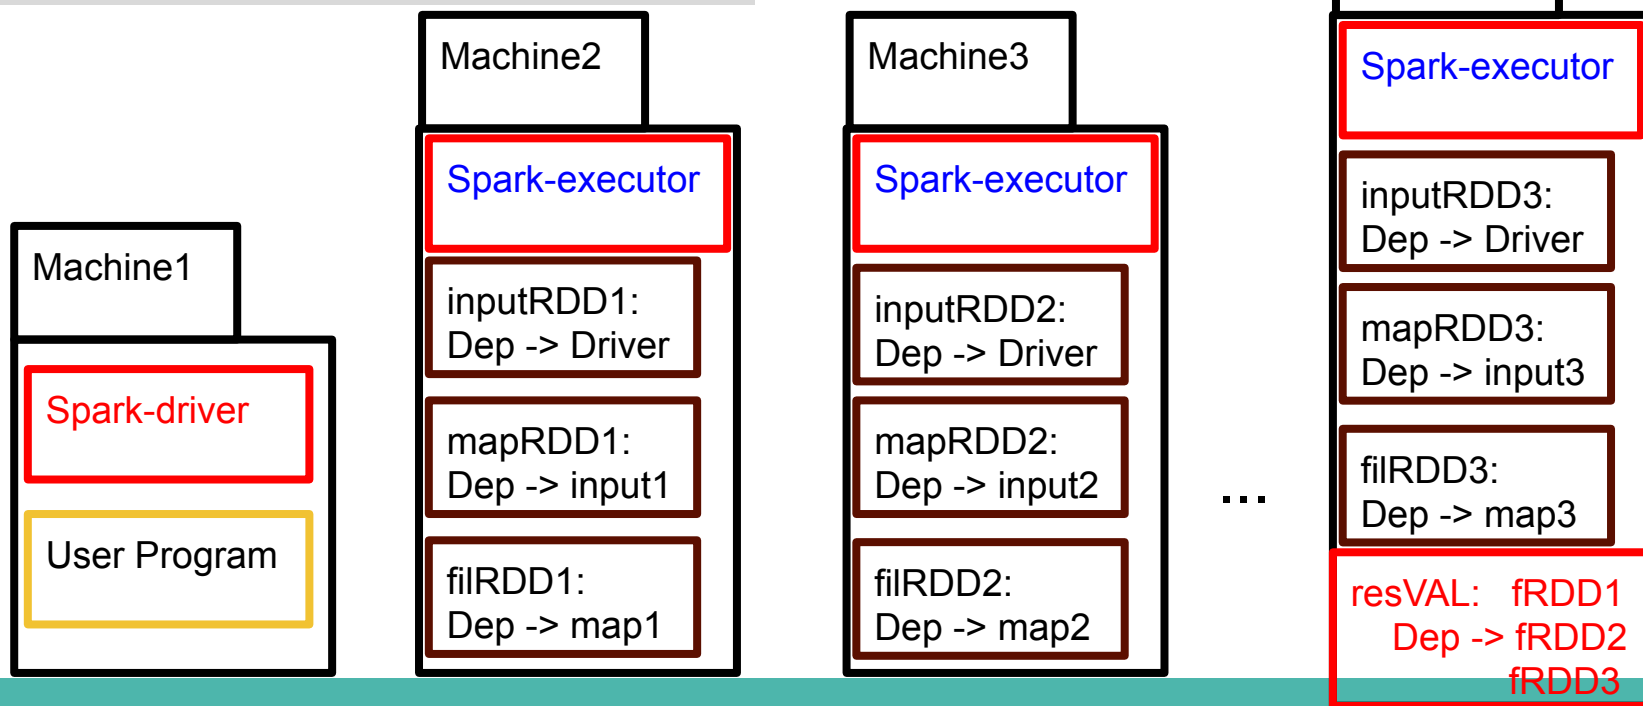 Machine1
Spark-driver
User Program
Machine2
Spark-executor
inputRDD1:
Dep -> Driver
mapRDD1:
Dep -> input1
filRDD1:
Dep -> map1
Machine3
Spark-executor
inputRDD2:
Dep -> Driver
mapRDD2:
Dep -> input2
filRDD2:
Dep -> map2
...
Spark-executor
inputRDD3:
Dep -> Driver
mapRDD3:
Dep -> input3
filRDD3:
Dep -> map3
resVAL: fRDD1
Dep -> fRDD2
fRDD3